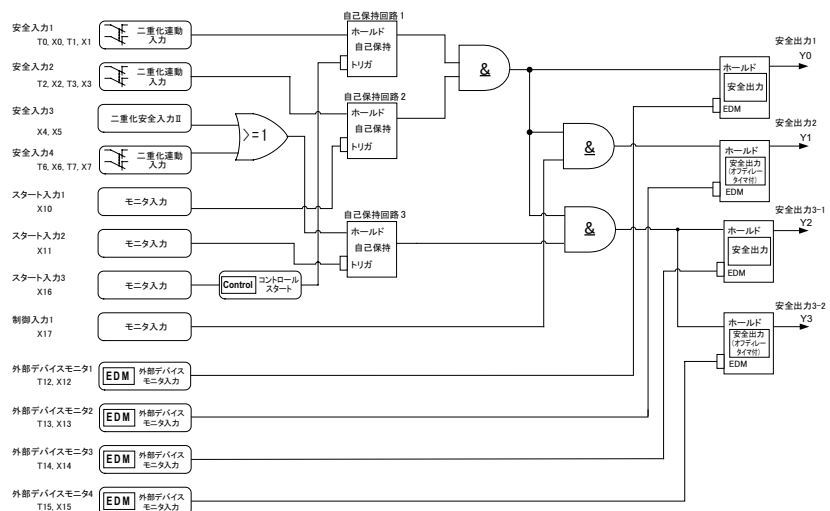 安全入力1
T0, X0, T1, X1
二重化連動
入力
安全入力2
T2, X2, T3, X3
二重化連動
入力
安全入力3
X4, X5
二重化安全入力Ⅱ
安全入力4
T6, X6, T7, X7
二重化連動
入力
>=1
スタート入力1
X10
モニタ入力
スタート入力2
X11
モニタ入力
スタート入力3
X16
モニタ入力
Control
コントロール
スタート
制御入力1
X17
モニタ入力
外部デバイスモニタ1
T12, X12
EDM
外部デバイス
モニタ入力
外部デバイスモニタ2
T13, X13
EDM
外部デバイス
モニタ入力
外部デバイスモニタ3
T14, X14
EDM
外部デバイス
モニタ入力
外部デバイスモニタ4
T15, X15
EDM
外部デバイス
モニタ入力
自己保持回路1
ホールド
自己保持
トリガ
自己保持回路2
ホールド
自己保持
トリガ
自己保持回路3
ホールド
自己保持
トリガ
&
&
&
安全出力1
Y0
ホールド
安全出力
EDM
安全出力2
Y1
ホールド
安全出力
(オフディレー
タイマ付)
EDM
安全出力3-1
Y2
ホールド
安全出力
EDM
安全出力3-2
Y3
ホールド
安全出力
(オフディレー
タイマ付)
EDM